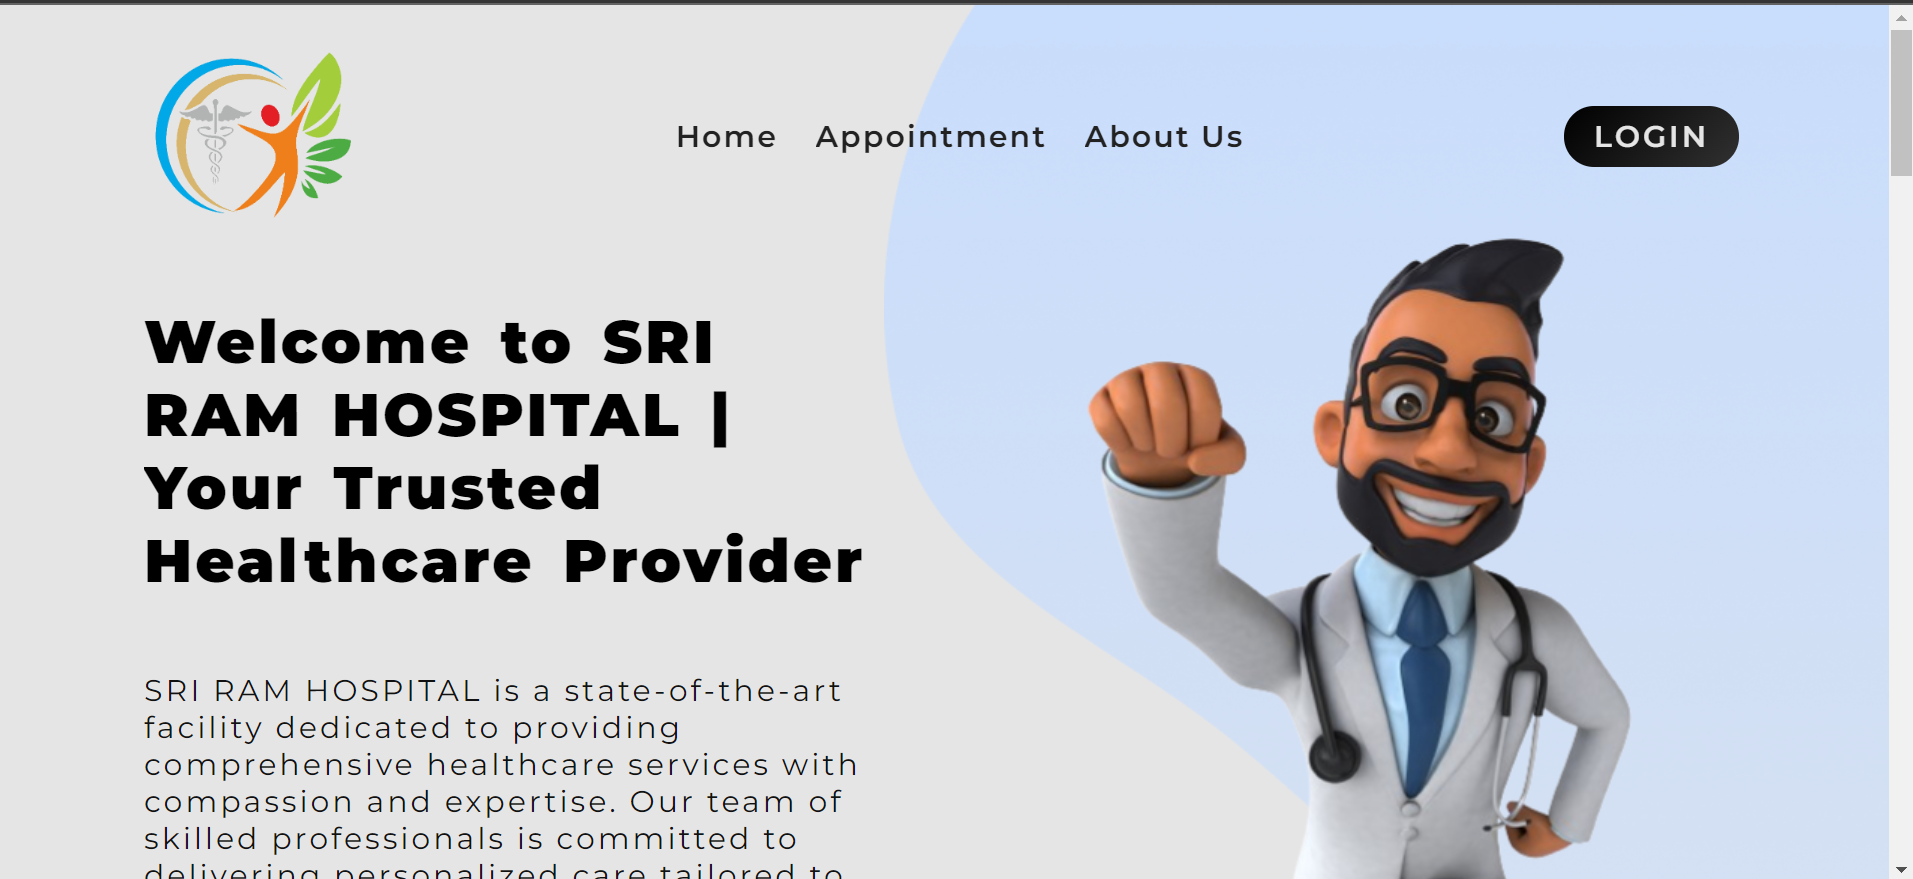 Home Appointment About Us LOGIN
Welcome to SRI
RAM HOSPITAL |
Your Trusted
Healthcare Provider
SRI RAM HOSPITAL is a state-of-the-art
facility dedicated to providing
comprehensive healthcare services with
compassion and expertise. Our team of
skilled professionals is committed to
delivering personalized care tailored to